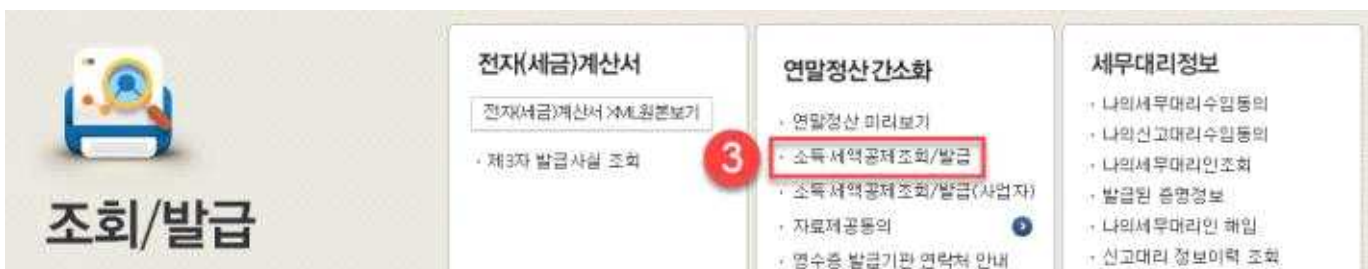 조회/발급
전자(세금)계산서
전자(세금)계산서 XML원본보기
· 제3자 발급사실 조회
3
연말정산간소화
· 연말정산 미리보기
· 소득·세액공제조회/발급
· 소득·세액공제조회/발급(사업자)
· 자료제공동의
· 영수증 발급기관 연락처 안내
세무대리정보
· 나의세무대리수임동의
· 나의신고대리수임동의
· 나의세무대리인조회
· 발급된 증명정보
· 나의세무대리인 해임
· 신고대리 정보이력 조회